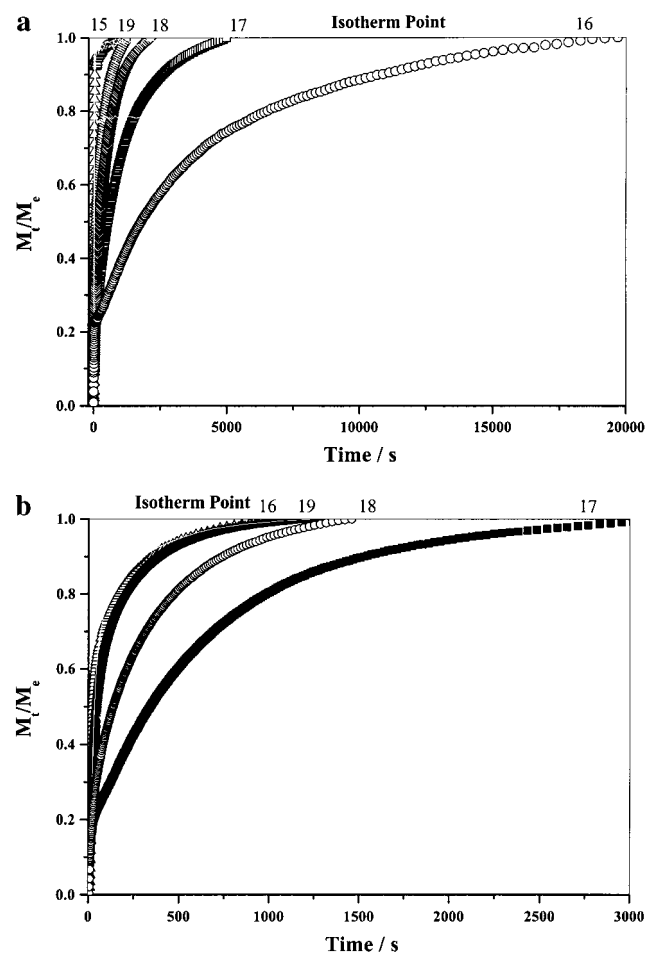 a
15 19 18 17 Isotherm Point 16
1.0
0.8
0.6
0.4
0.2
0.0
M_t/M_e
0 5000 10000 15000 20000
Time / s
b
Isotherm Point 16 19 18 17
1.0
0.8
0.6
0.4
0.2
0.0
M_t/M_e
0 500 1000 1500 2000 2500 3000
Time / s